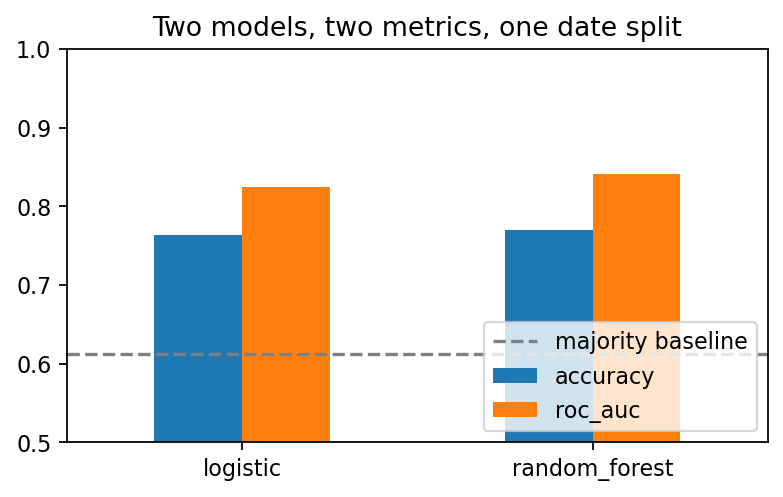 Two models, two metrics, one date split
1.0
0.9
0.8
0.7
0.6
0.5
majority baseline
accuracy
roc_auc
logistic
random_forest